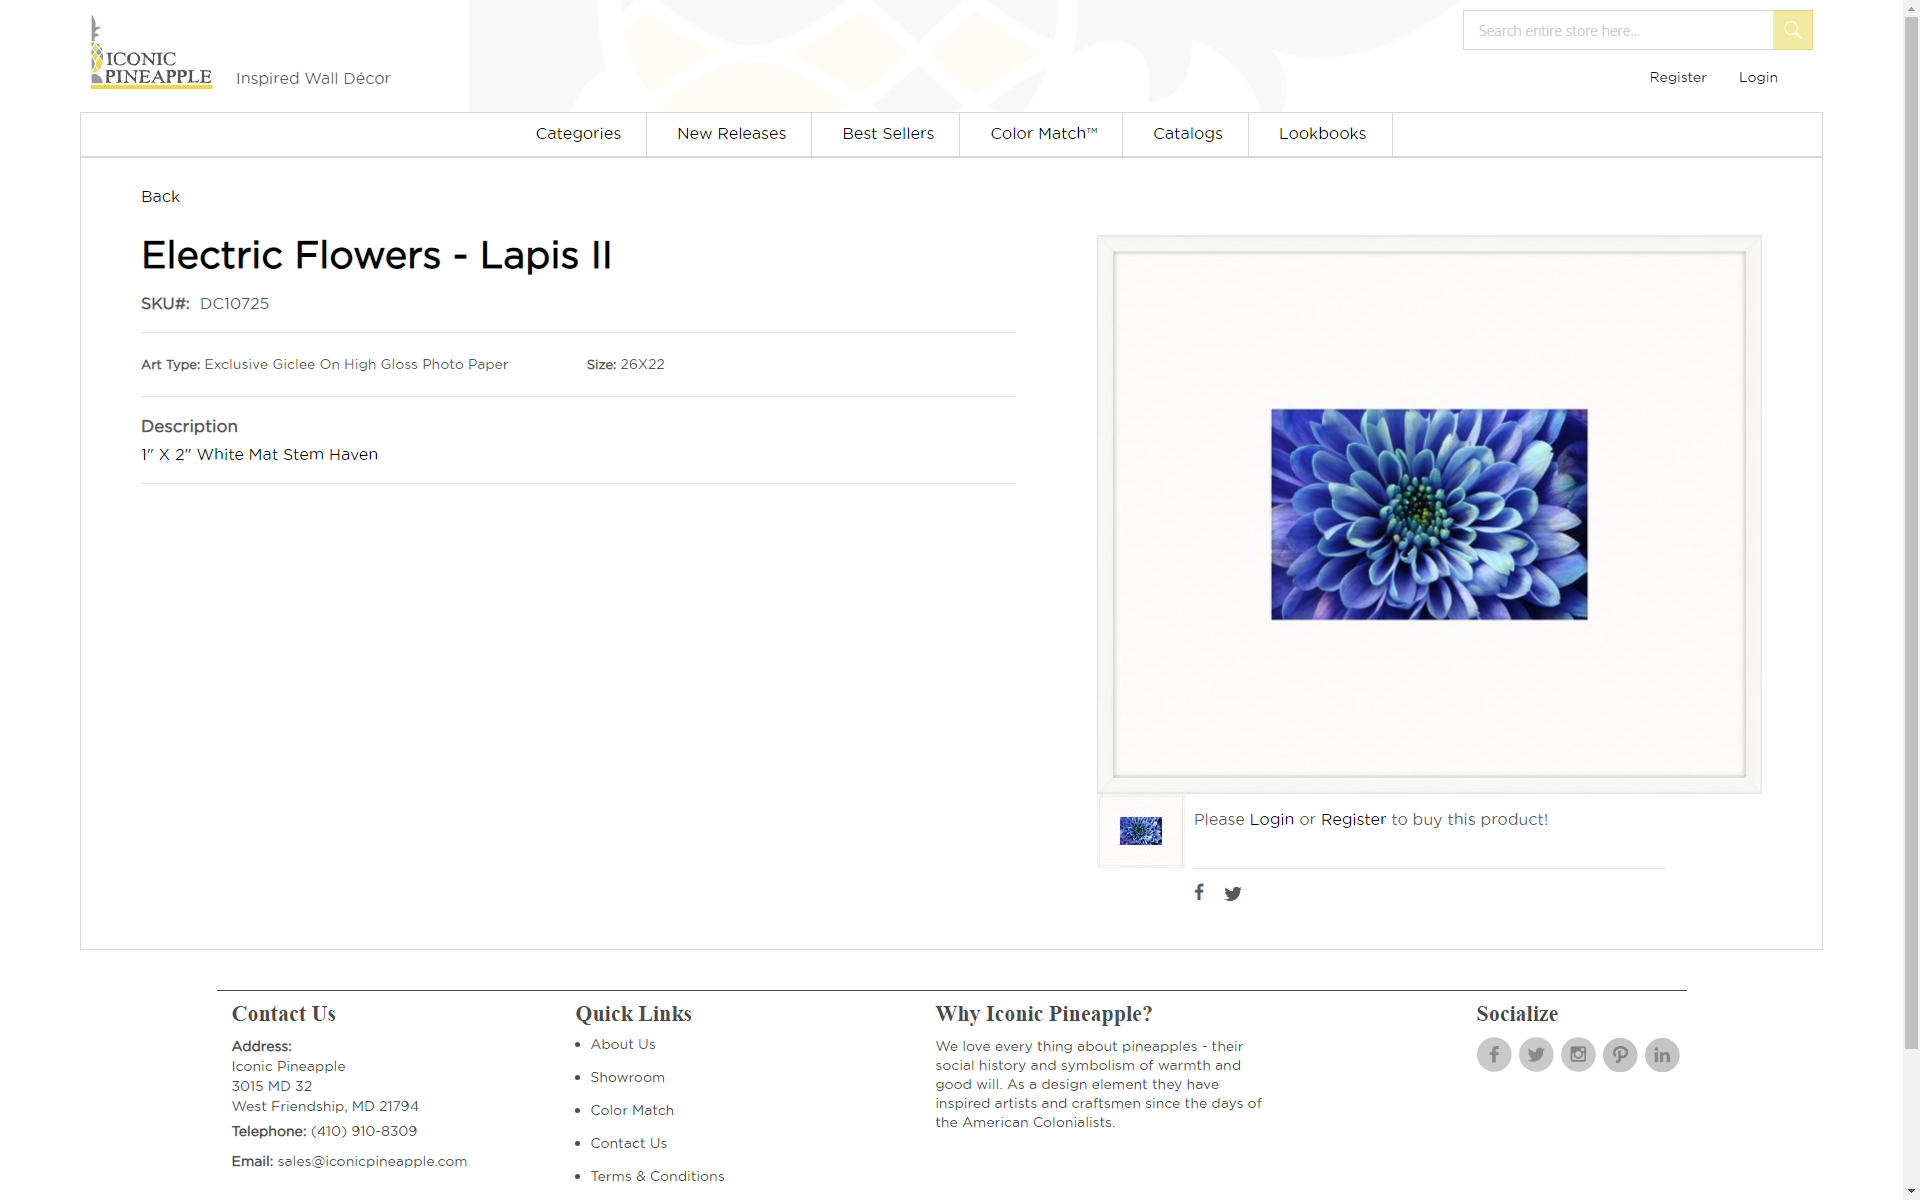 ICONIC
PINEAPPLE
Inspired Wall Décor
Search entire store here...
Register
Login
Categories
New Releases
Best Sellers
Color Match™
Catalogs
Lookbooks
Back
Electric Flowers - Lapis II
SKU#: DC10725
Art Type: Exclusive Giclee On High Gloss Photo Paper
Size: 26X22
Description
1" X 2" White Mat Stem Haven
Please Login or Register to buy this product!
Contact Us
Address:
Iconic Pineapple
3015 MD 32
West Friendship, MD 21794
Telephone: (410) 910-8309
Email: sales@iconicpineapple.com
Quick Links
About Us
Showroom
Color Match
Contact Us
Terms & Conditions
Why Iconic Pineapple?
We love every thing about pineapples - their
social history and symbolism of warmth and
good will. As a design element they have
inspired artists and craftsmen since the days of
the American Colonialists.
Socialize